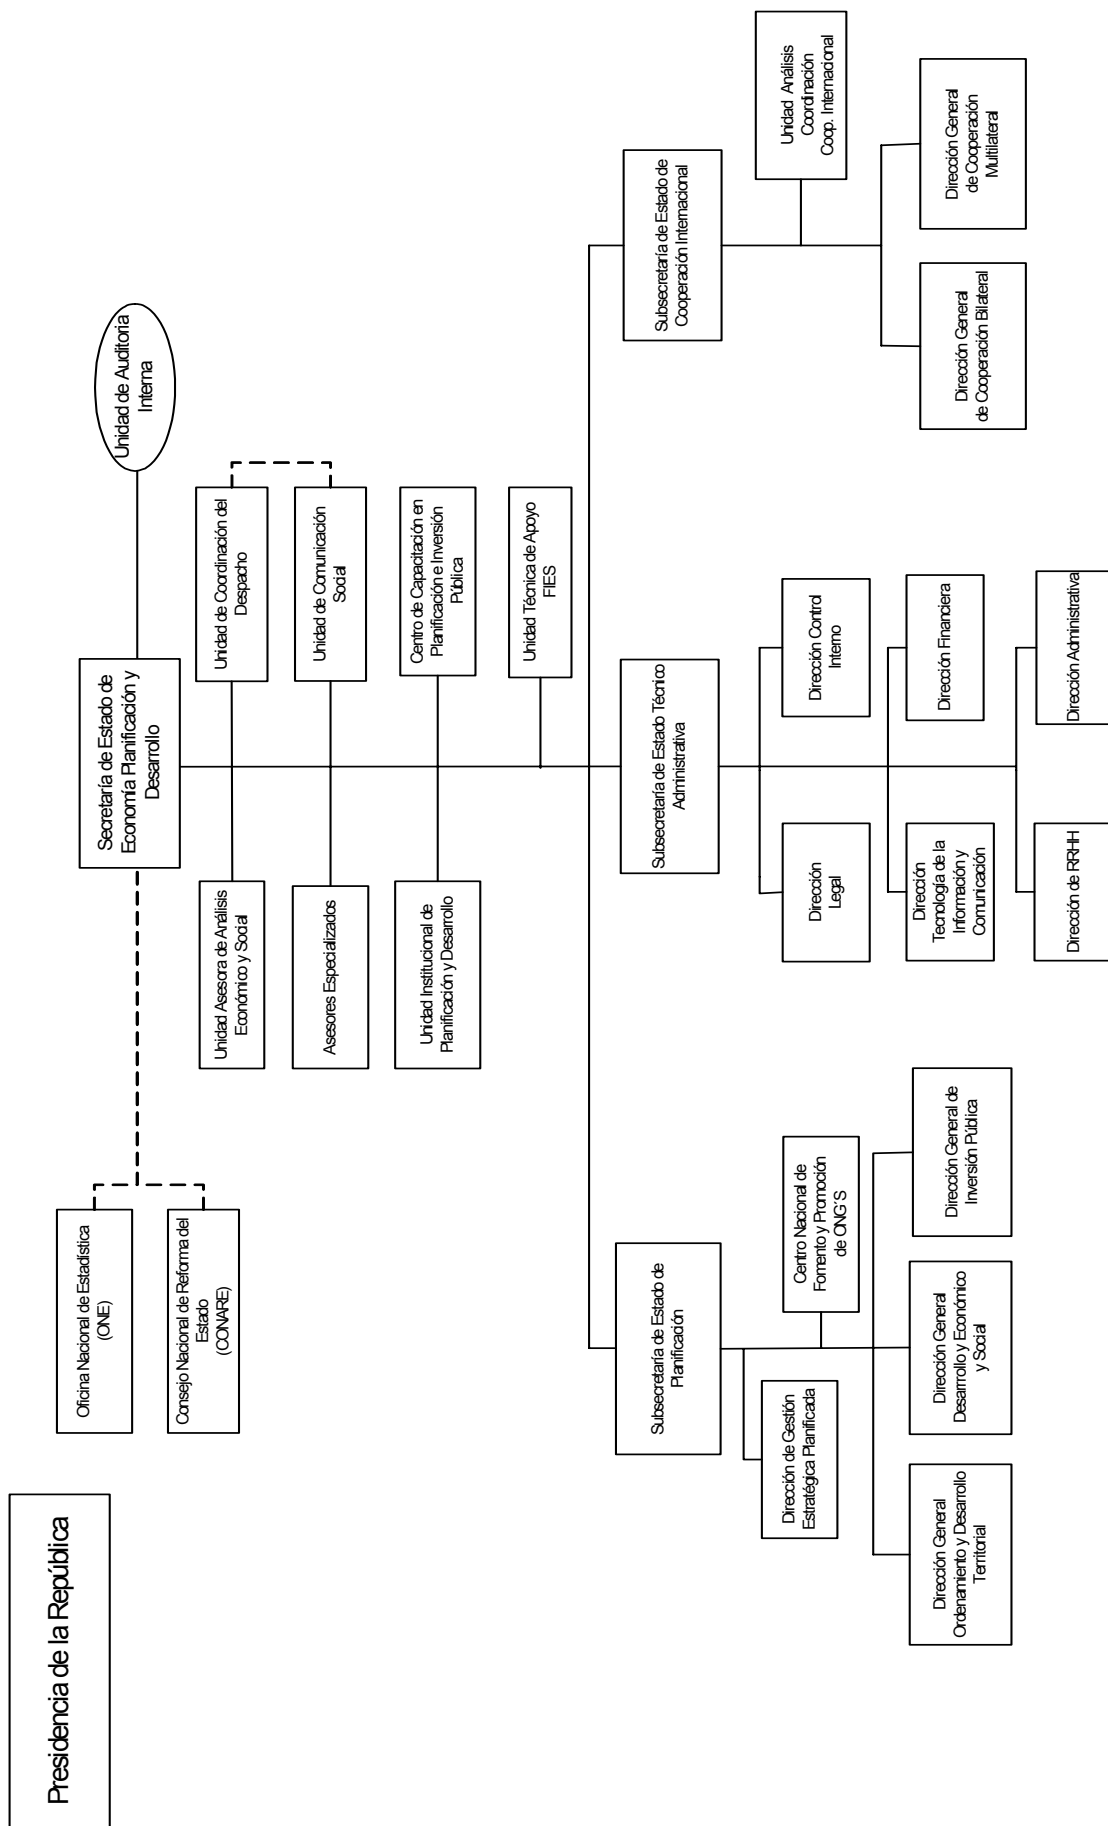 Presidencia de la República
Oficina Nacional de Estadística
(ONE)
Consejo Nacional de Reforma del
Estado
(CONARE)
Secretaría de Estado de
Economía Planificación y
Desarrollo
Unidad de Auditoria
Interna
Unidad Asesora de Análisis
Económico y Social
Unidad de Coordinación del
Despacho
Asesores Especializados
Unidad de Comunicación
Social
Unidad Institucional de
Planificación y Desarrollo
Centro de Capacitación en
Planificación e Inversión
Pública
Unidad Técnica de Apoyo
FIES
Subsecretaría de Estado de
Planificación
Subsecretaría de Estado Técnico
Administrativa
Subsecretaría de Estado de
Cooperación Internacional
Dirección de Gestión
Estratégica Planificada
Centro Nacional de
Fomento y Promoción
de ONG´S
Dirección General
Ordenamiento y Desarrollo
Territorial
Dirección General
Desarrrollo y Económico
y Social
Dirección General de
Inversión Pública
Dirección
Legal
Dirección Control
Interno
Dirección
Tecnología de la
Información y
Comunicación
Dirección Financiera
Dirección de RRHH
Dirección Administrativa
Unidad Análisis
Coordinación
Coop. Internacional
Dirección General
de Cooperación Bilateral
Dirección General
de Cooperación
Multilateral